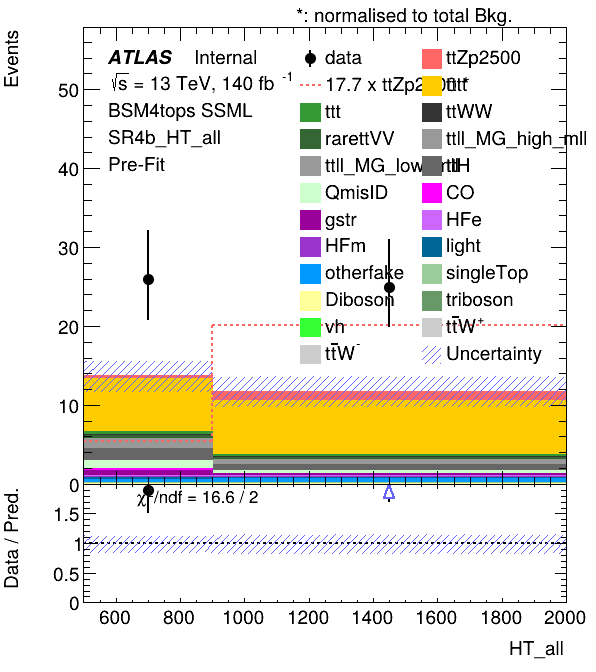 *: normalised to total Bkg.
Events
ATLAS Internal
√s = 13 TeV, 140 fb -1
BSM4tops SSML
SR4b_HT_all
Pre-Fit
data
ttZp2500
17.7 x ttZp2500*
tttt
ttt
ttWW
rarettVV
ttll_MG_high_mll
ttll_MG_low_mll
ttH
QmisID
CO
gstr
HFe
HFm
light
otherfake
singleTop
Diboson
triboson
vh
tt̄W+
tt̄W-
Uncertainty
50
40
30
20
10
0
χ²/ndf = 16.6 / 2
Data / Pred.
1.5
1
0.5
0
600 800 1000 1200 1400 1600 1800 2000
HT_all